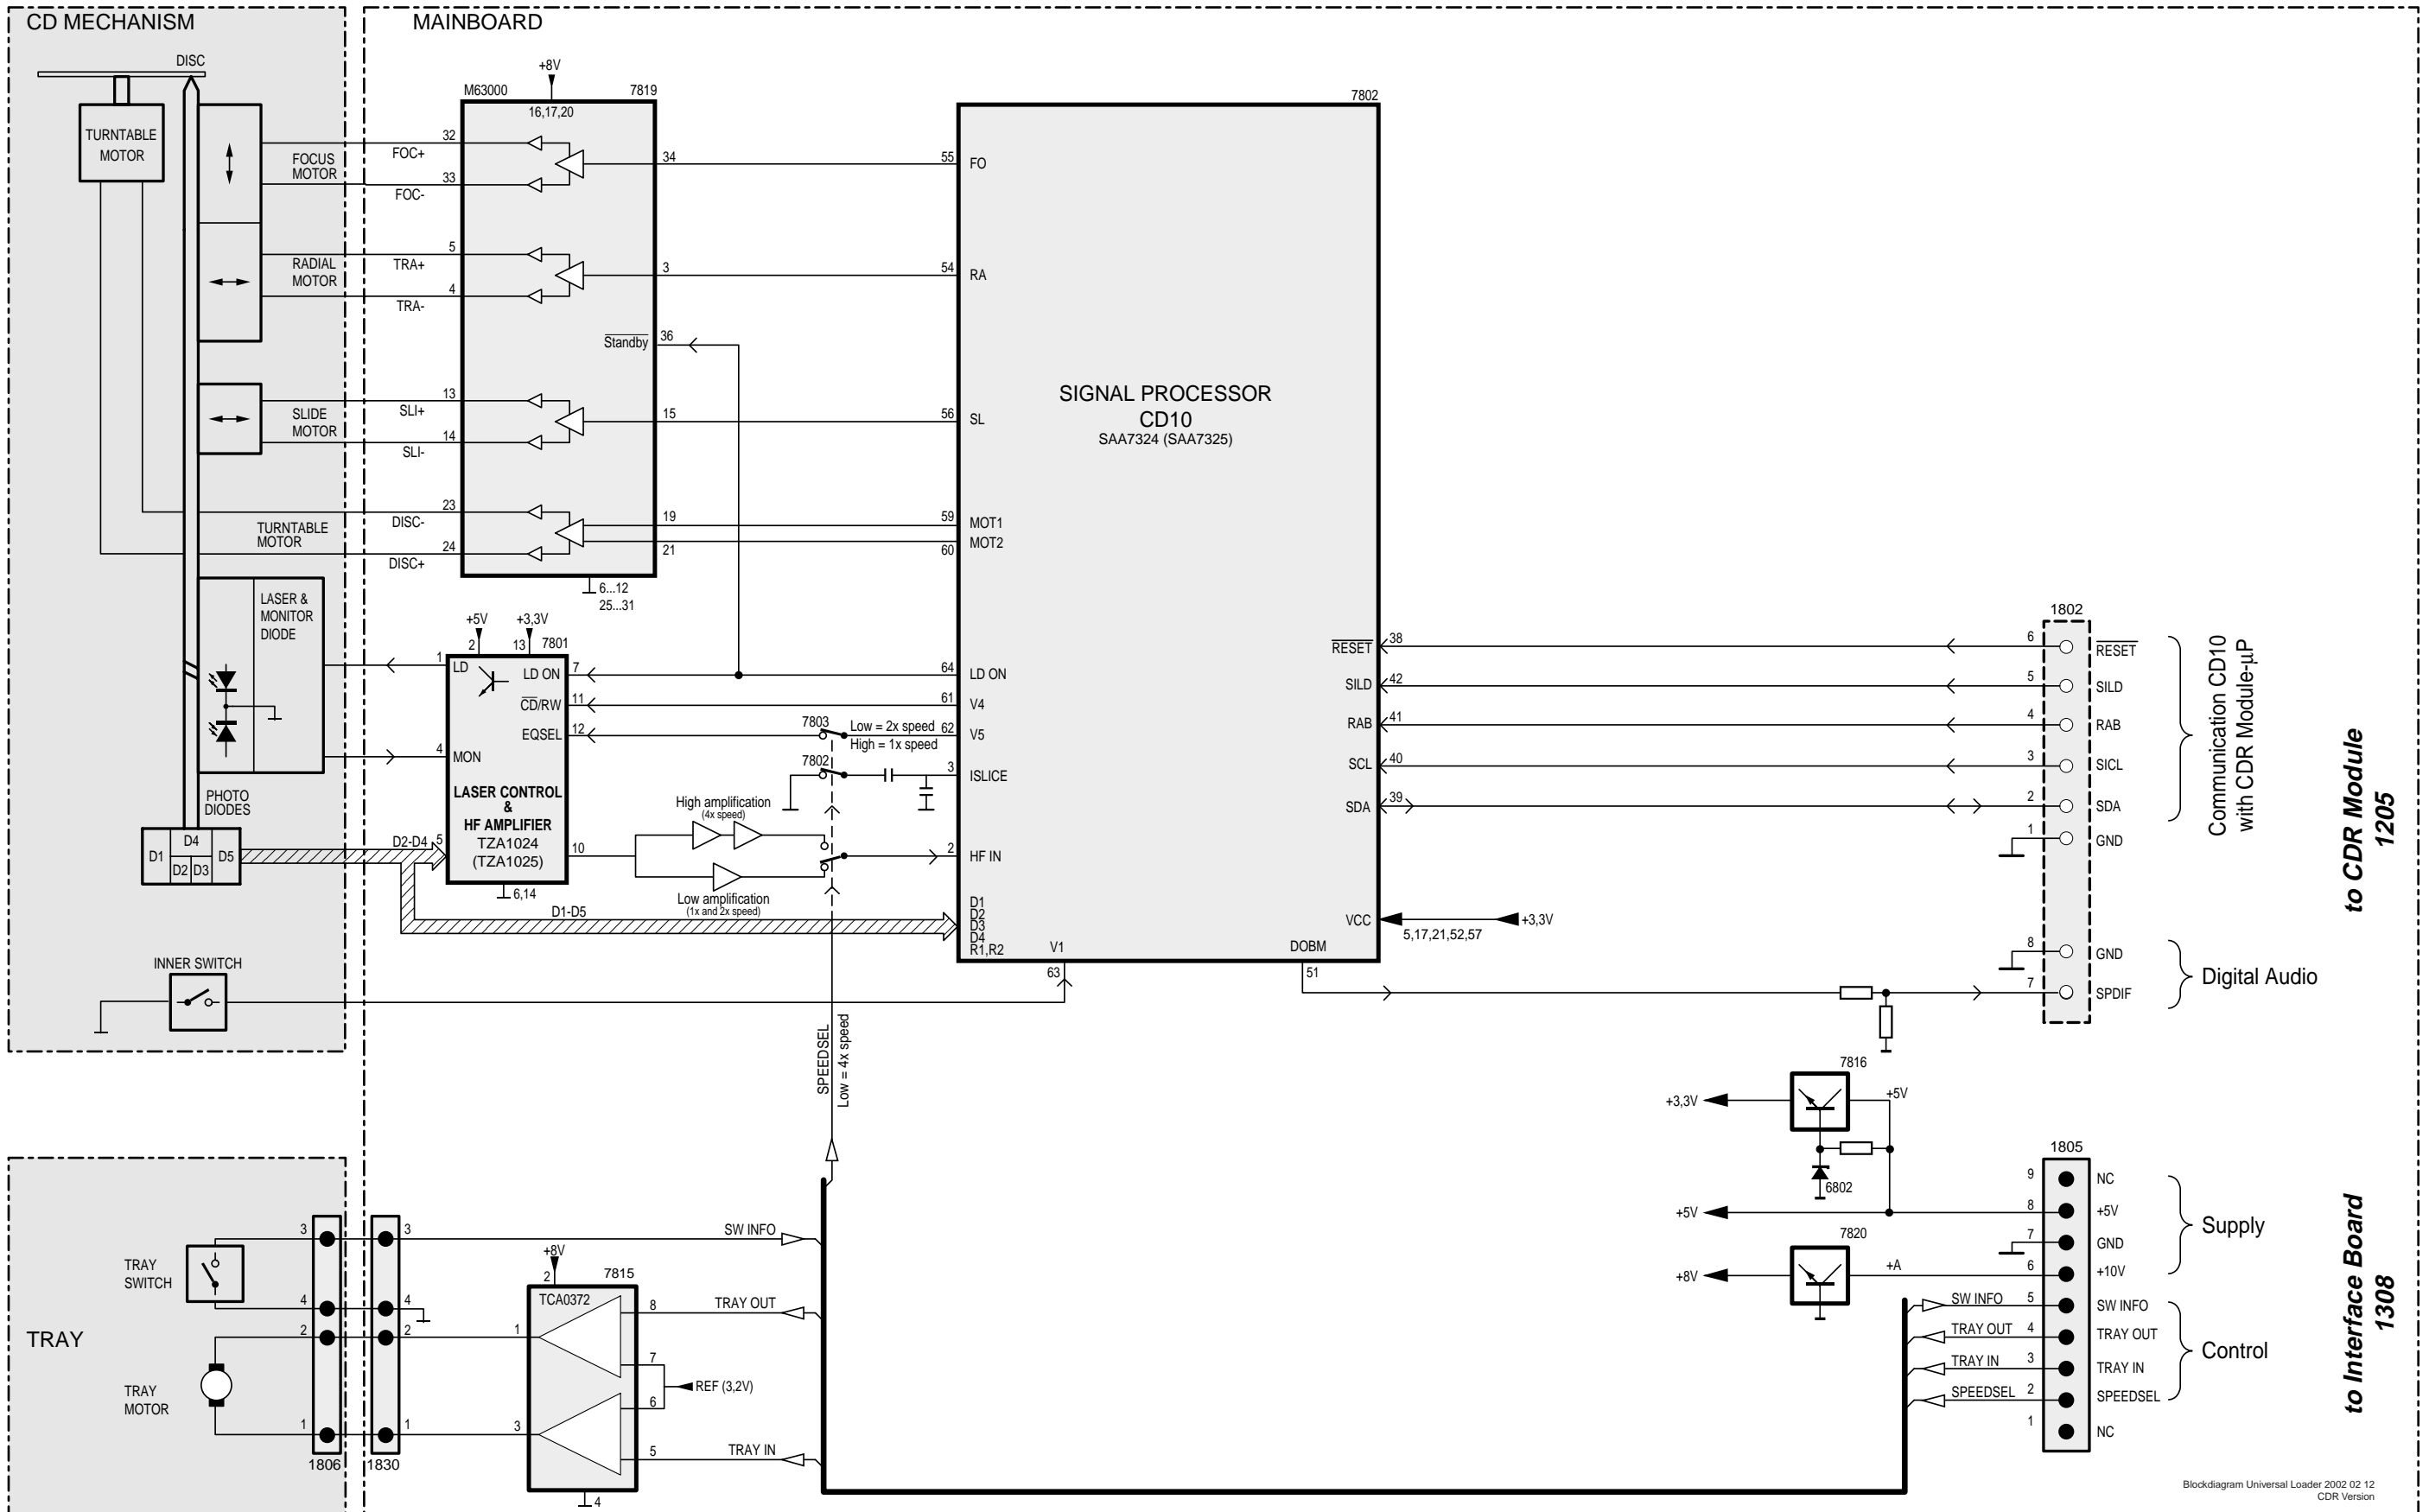 CD MECHANISM
MAINBOARD
DISC
TURNTABLE
MOTOR
FOCUS
MOTOR
RADIAL
MOTOR
SLIDE
MOTOR
TURNTABLE
MOTOR
LASER &
MONITOR
DIODE
PHOTO
DIODES
D1
D4
D5
D2
D3
INNER SWITCH
+8V
M63000
7819
16,17,20
32
FOC+
33
FOC-
34
5
TRA+
4
TRA-
3
Standby
36
13
SLI+
14
SLI-
15
23
DISC-
24
DISC+
19
21
6...12
25...31
+5V
+3,3V
2
13
7801
1
LD
LD ON
7
CD/RW
11
EQSEL
12
4
MON
LASER CONTROL
&
HF AMPLIFIER
TZA1024
(TZA1025)
D2-D4
5
10
6,14
D1-D5
7803
Low = 2x speed
High = 1x speed
7802
High amplification
(4x speed)
Low amplification
(1x and 2x speed)
SPEEDSEL
Low = 4x speed
7802
SIGNAL PROCESSOR
CD10
SAA7324 (SAA7325)
55
FO
54
RA
56
SL
59
MOT1
MOT2
60
64
LD ON
61
V4
62
V5
3
ISLICE
2
HF IN
D1
D2
D3
D4
R1,R2
V1
63
DOBM
51
RESET
38
SILD
42
RAB
41
SCL
40
SDA
39
VCC
5,17,21,52,57
+3,3V
1802
6
RESET
5
SILD
4
RAB
3
SICL
2
SDA
1
GND
8
GND
7
SPDIF
Communication CD10
with CDR Module-µP
Digital Audio
to CDR Module
1205
7816
+3,3V
+5V
6802
+5V
7820
+8V
+A
1805
9
NC
8
+5V
7
GND
6
+10V
SW INFO
5
SW INFO
TRAY OUT
4
TRAY OUT
TRAY IN
3
TRAY IN
SPEEDSEL
2
SPEEDSEL
1
NC
Supply
Control
to Interface Board
1308
TRAY
TRAY
SWITCH
TRAY
MOTOR
3
4
2
1
1806
3
4
2
1
1830
SW INFO
+8V
2
7815
TCA0372
1
3
8
TRAY OUT
7
REF (3,2V)
6
5
TRAY IN
4
Blockdiagram Universal Loader 2002 02 12
CDR Version